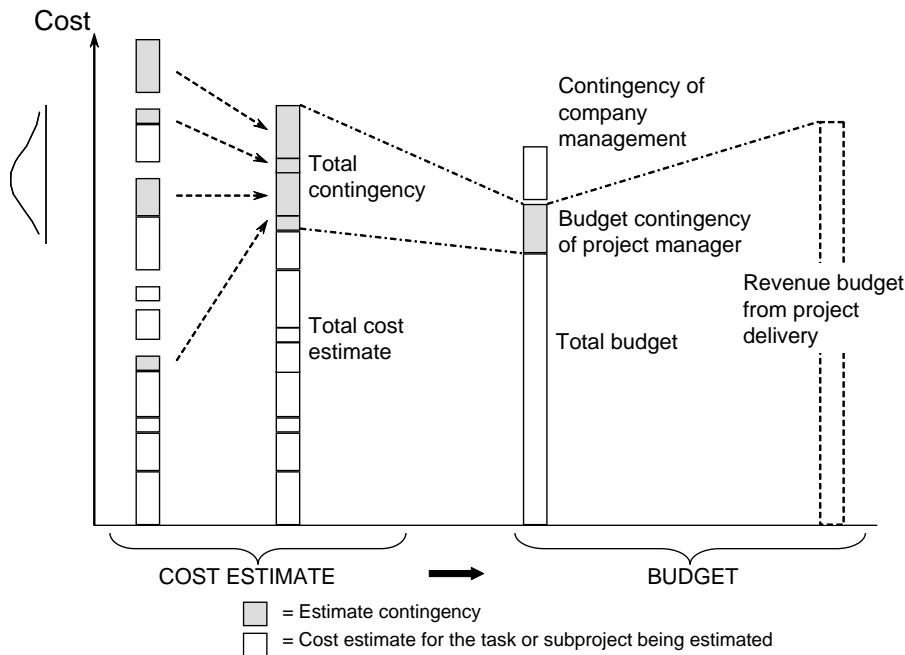 Cost
Contingency of
company
management
Total
contingency
Budget contingency
of project manager
Revenue budget
from project
delivery
Total cost
estimate
Total budget
COST ESTIMATE
BUDGET
= Estimate contingency
= Cost estimate for the task or subproject being estimated